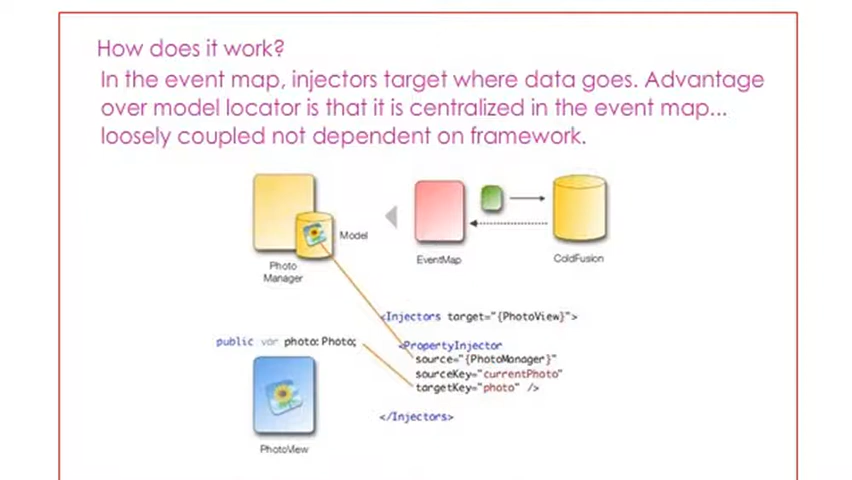 How does it work?
In the event map, injectors target where data goes. Advantage
over model locator is that it is centralized in the event map...
loosely coupled not dependent on framework.
Model
Photo
Manager
EventMap
ColdFusion
<Injectors target="{PhotoView}">
public var photo:Photo;
<PropertyInjector
source="{PhotoManager}"
sourceKey="currentPhoto"
targetKey="photo" />
</Injectors>
PhotoView